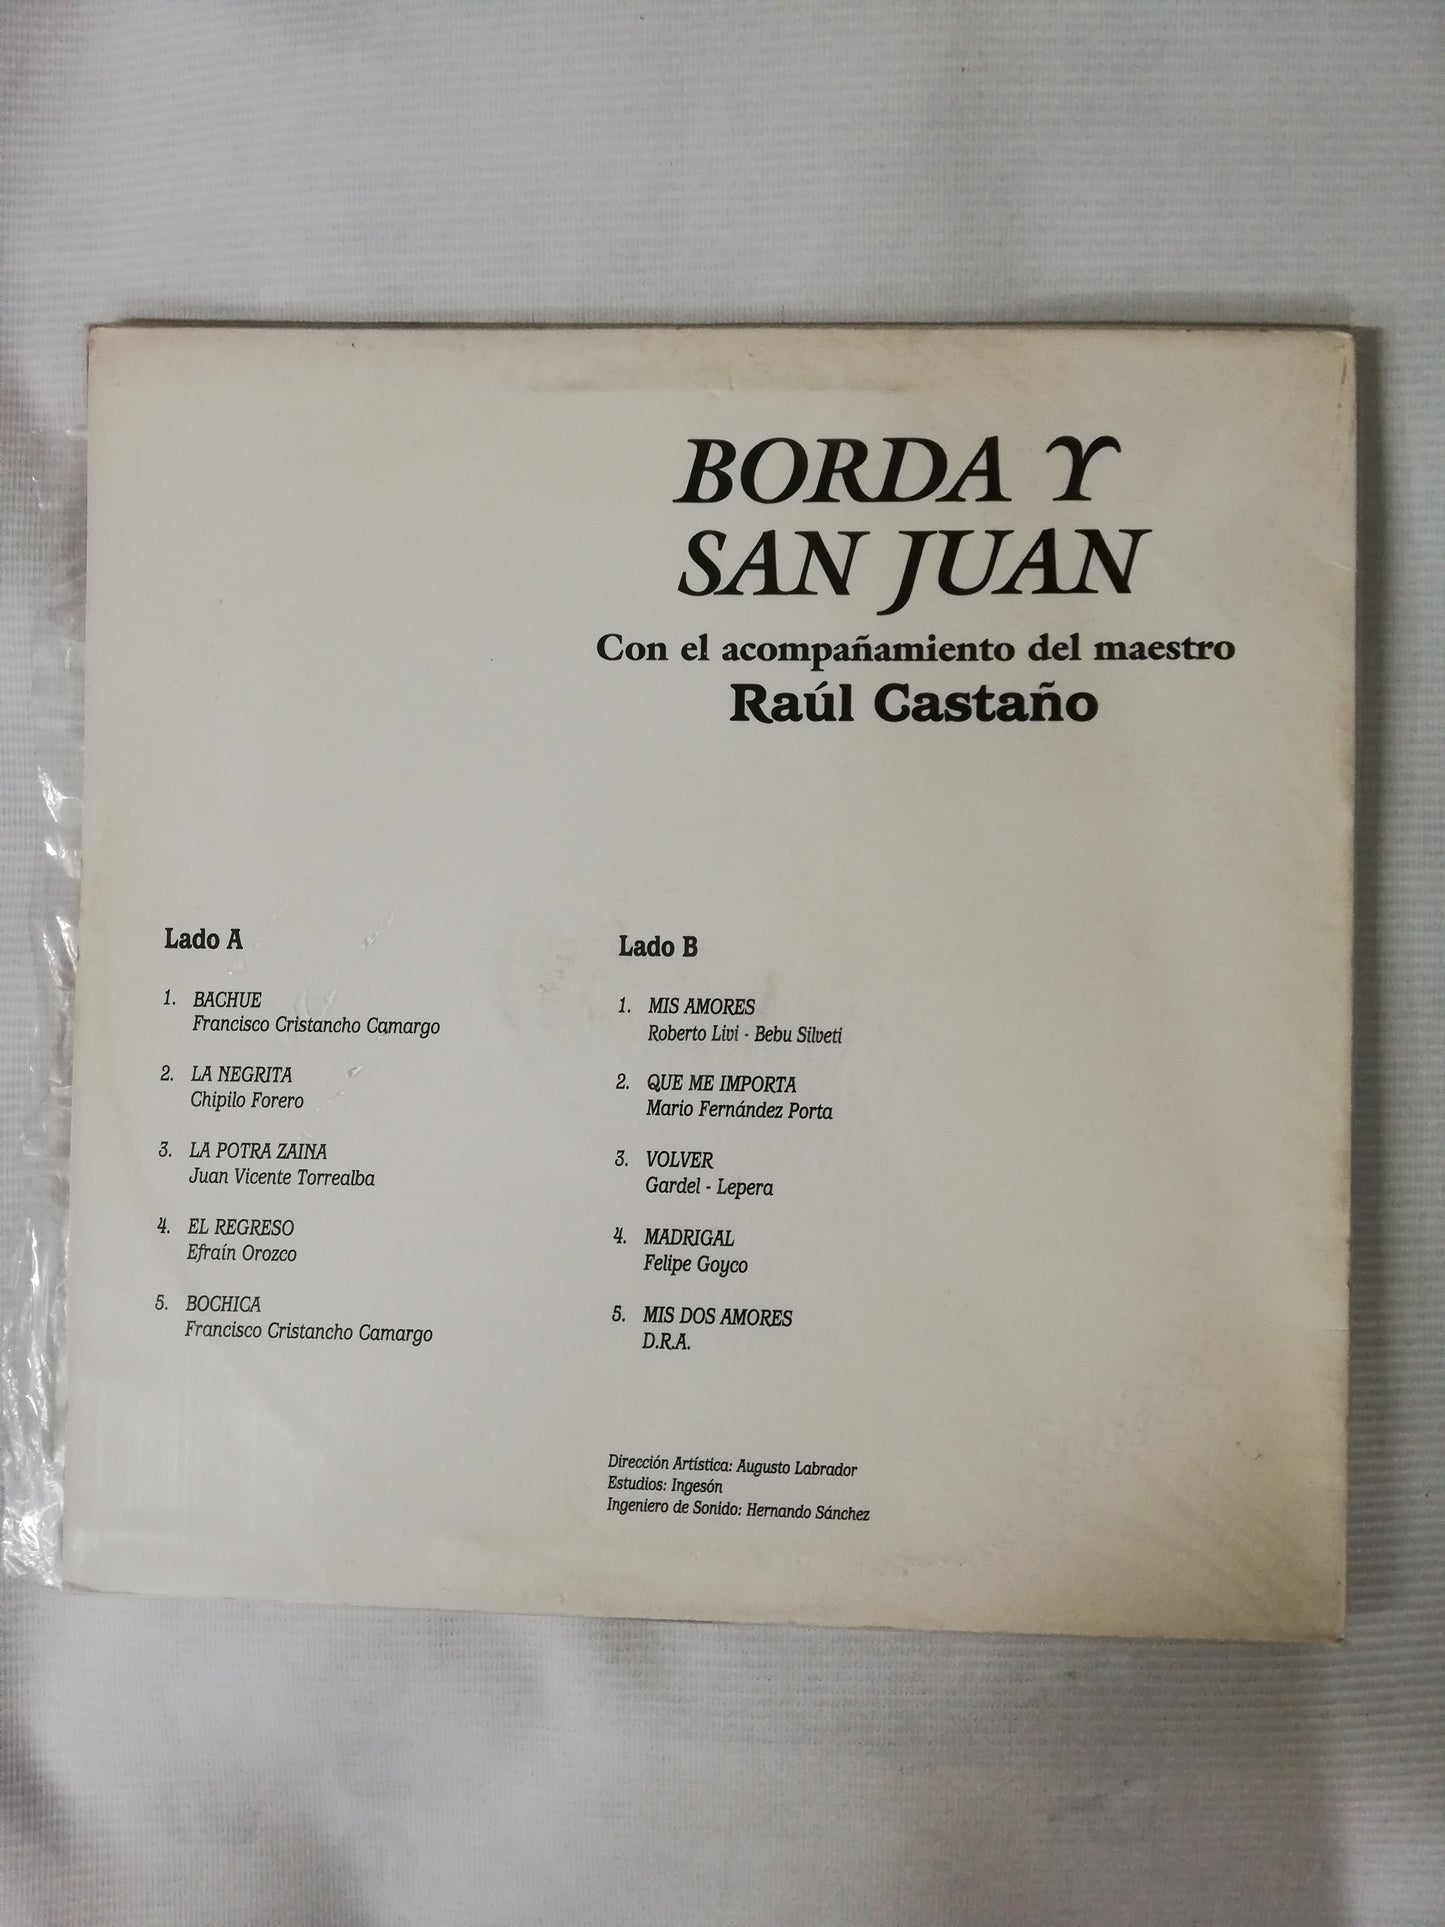 BORDA Y
SAN JUAN
Con el acompañamiento del maestro
Raúl Castaño
Lado A
1. BACHUE
Francisco Cristancho Camargo
2. LA NEGRITA
Chipilo Forero
3. LA POTRA ZAINA
Juan Vicente Torrealba
4. EL REGRESO
Efraín Orozco
5. BOCHICA
Francisco Cristancho Camargo
Lado B
1. MIS AMORES
Roberto Livi - Bebu Silveti
2. QUE ME IMPORTA
Mario Fernández Porta
3. VOLVER
Gardel - Lepera
4. MADRIGAL
Felipe Goyco
5. MIS DOS AMORES
D.R.A.
Dirección Artística: Augusto Labrador
Estudios: Ingesón
Ingeniero de Sonido: Hernando Sánchez